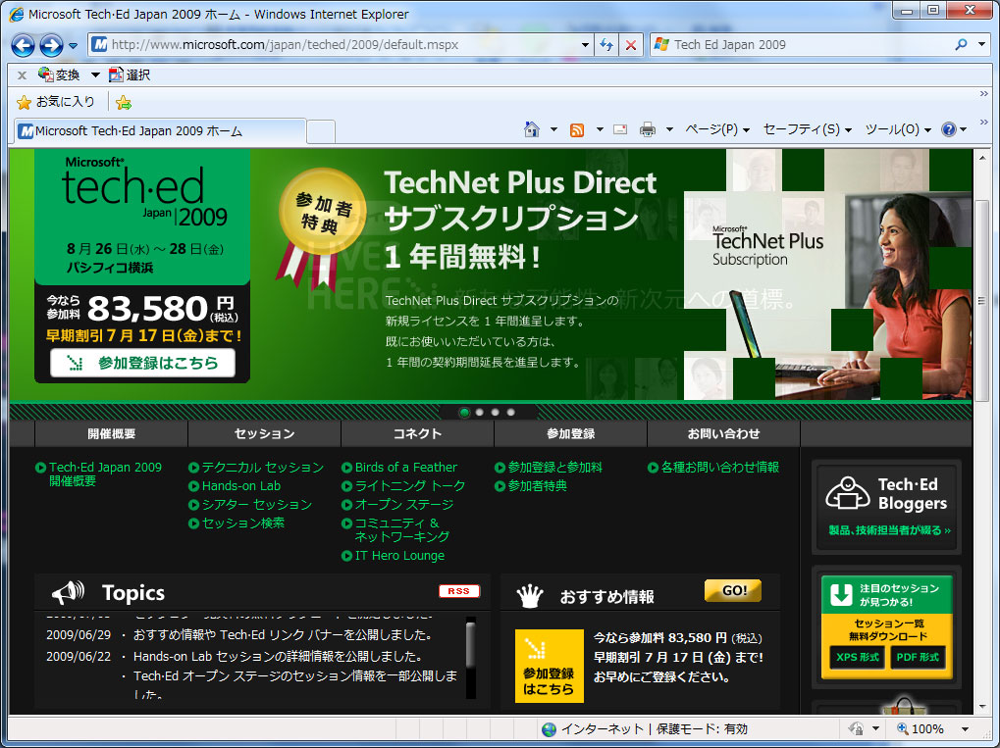 Microsoft Tech·Ed Japan 2009 ホーム - Windows Internet Explorer
http://www.microsoft.com/japan/teched/2009/default.mspx
Tech Ed Japan 2009
x 変換 選択
お気に入り
Microsoft Tech·Ed Japan 2009 ホーム
ページ(P) セーフティ(S) ツール(O)
Microsoft®
tech·ed
Japan | 2009
8 月 26 日(水) ～ 28 日(金)
パシフィコ横浜
今なら
参加料
83,580 円
(税込)
早期割引 7 月 17 日(金)まで!
参加登録はこちら
参加者
特典
TechNet Plus Direct
サブスクリプション
1 年間無料!
LIVES
HERE
新次元への道標。
TechNet Plus Direct サブスクリプションの
新規ライセンスを 1 年間進呈します。
既にお使いいただいている方は、
1 年間の契約期間延長を進呈します。
Microsoft®
TechNet Plus
Subscription
開催概要
セッション
コネクト
参加登録
お問い合わせ
Tech·Ed Japan 2009
開催概要
テクニカル セッション
Hands-on Lab
シアター セッション
セッション検索
Birds of a Feather
ライトニング トーク
オープン ステージ
コミュニティ &
ネットワーキング
IT Hero Lounge
参加登録と参加料
参加者特典
各種お問い合わせ情報
Tech·Ed
Bloggers
製品、技術担当者が綴る »
Topics
RSS
2009/06/29 ・ おすすめ情報や Tech·Ed リンク バナーを公開しました。
2009/06/22 ・ Hands-on Lab セッションの詳細情報を公開しました。
・ Tech·Ed オープン ステージのセッション情報を一部公開しま
した。
おすすめ情報
GO!
参加登録
はこちら
今なら参加料 83,580 円 (税込)
早期割引 7 月 17 日 (金) まで!
お早めにご登録ください。
注目のセッション
が見つかる!
セッション一覧
無料ダウンロード
XPS 形式
PDF 形式
インターネット | 保護モード: 有効
100%